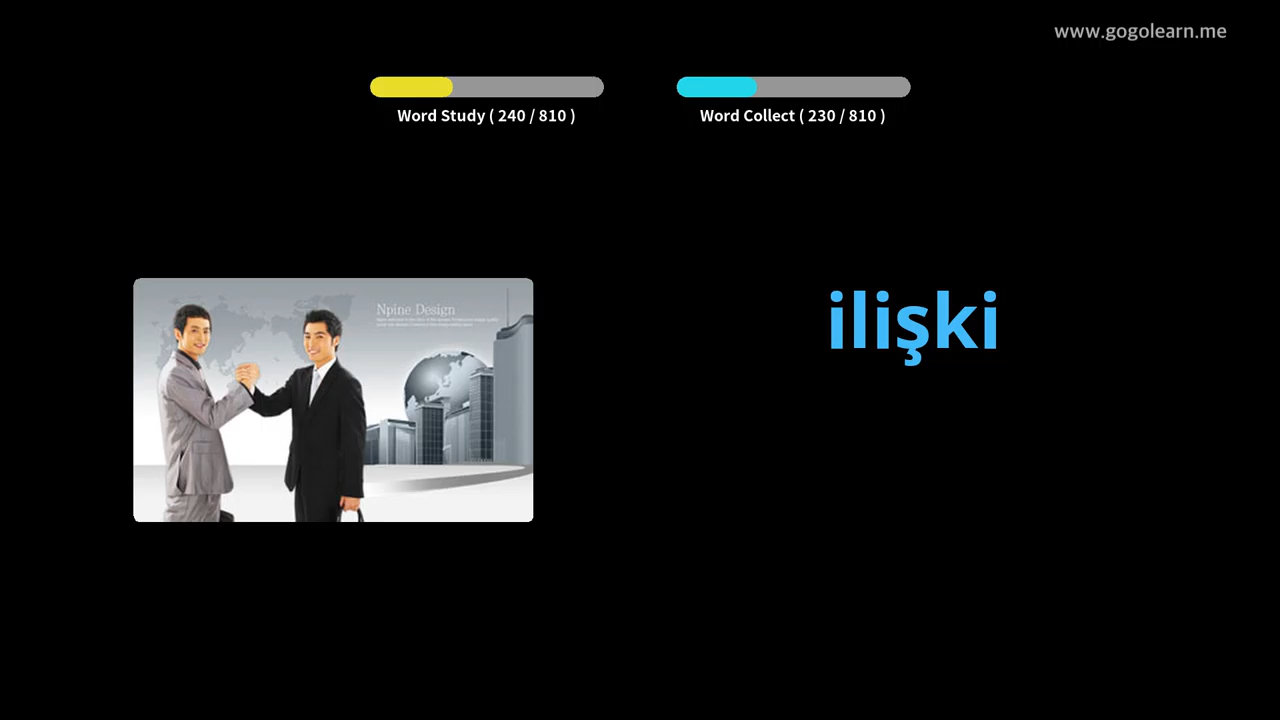 www.gogolearn.me
Word Study ( 240 / 810 )
Word Collect ( 230 / 810 )
Npine Design
ilişki